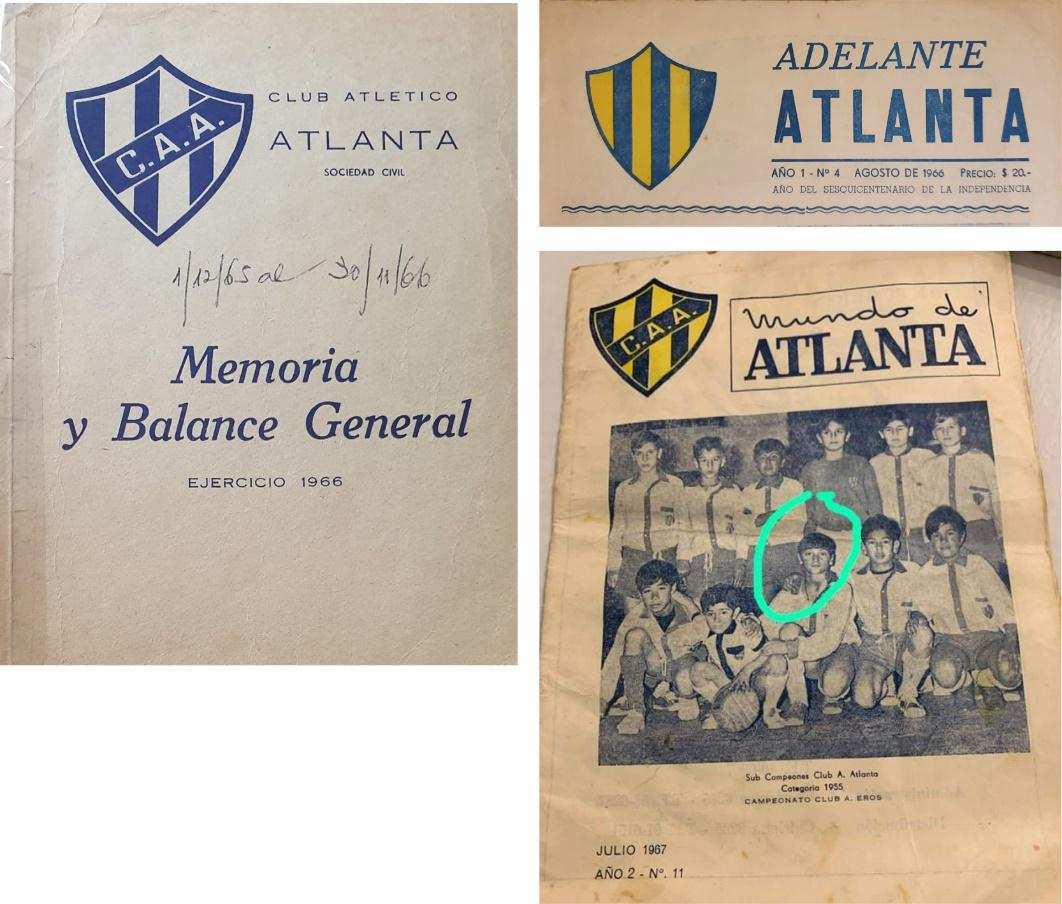 C.A.A.
CLUB ATLETICO
ATLANTA
SOCIEDAD CIVIL
1/12/65 al 30/11/66
Memoria
y Balance General
EJERCICIO 1966
ADELANTE
ATLANTA
AÑO 1 - Nº 4 AGOSTO DE 1966 PRECIO: $ 20.-
AÑO DEL SESQUICENTENARIO DE LA INDEPENDENCIA
C.A.A.
Mundo de
ATLANTA
Sub Campeones Club A. Atlanta
Categoria 1955
CAMPEONATO CLUB A. EROS
JULIO 1967
AÑO 2 - Nº. 11